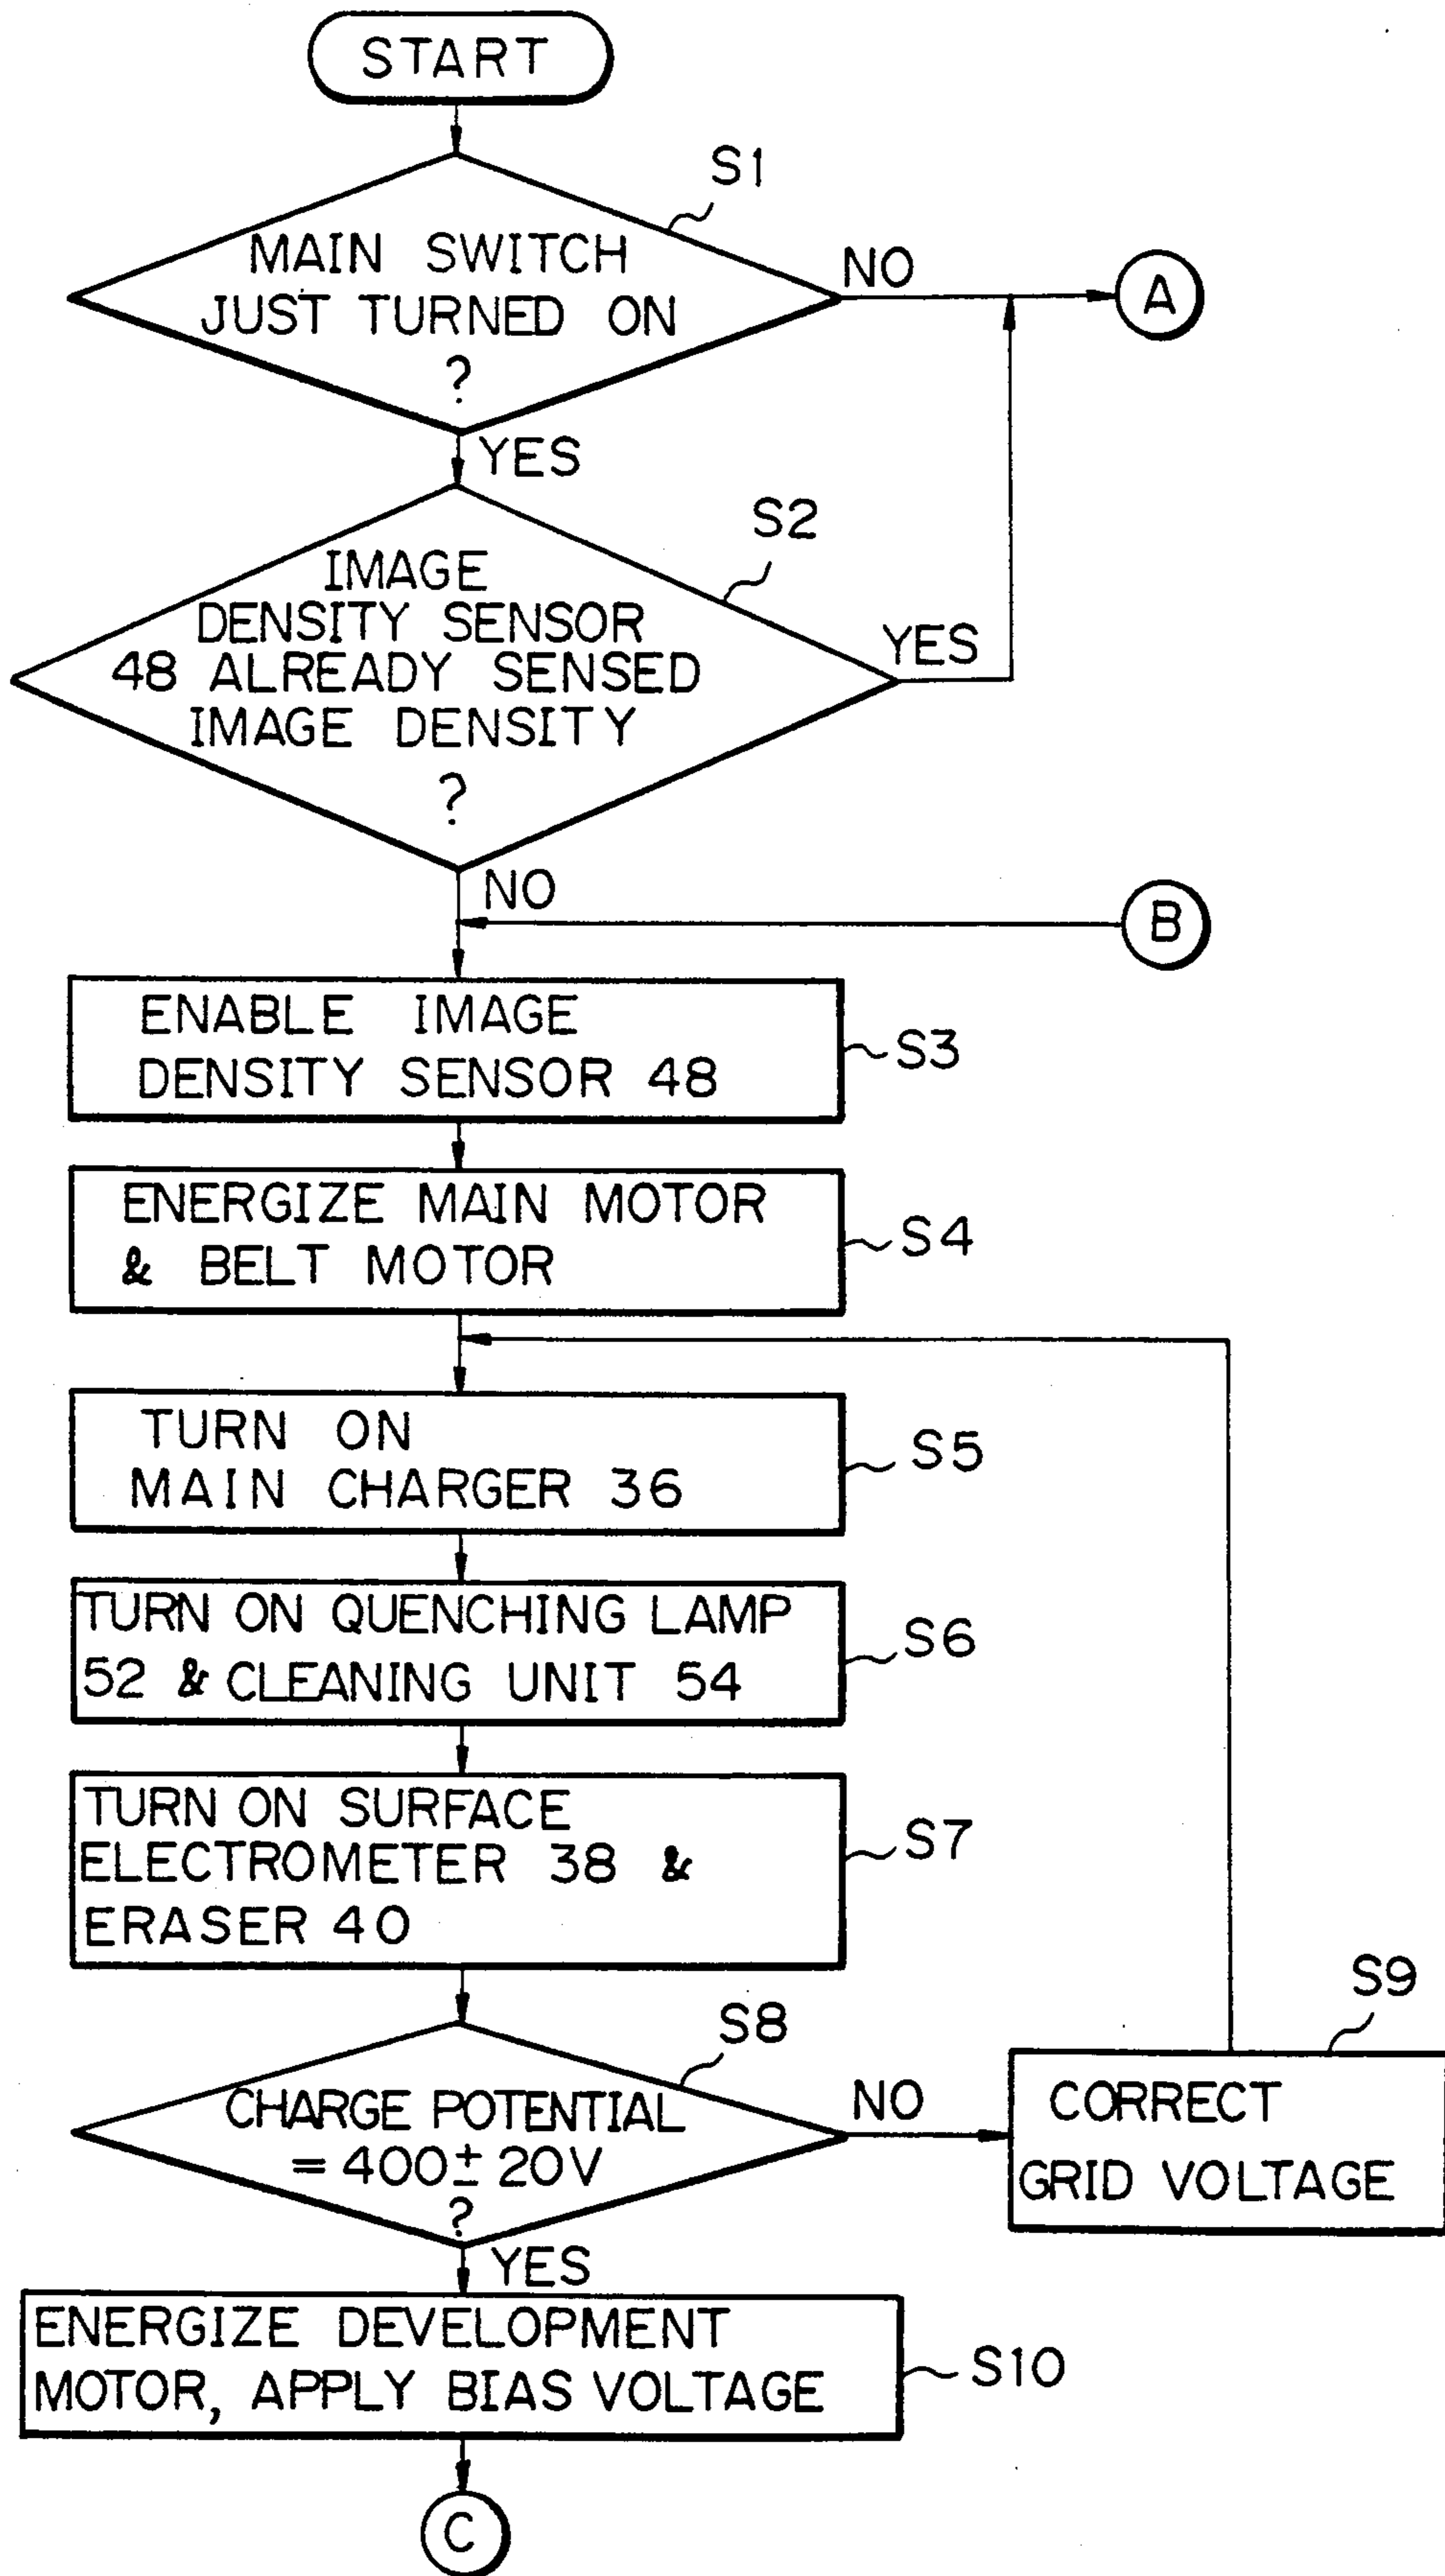 START
S1
MAIN SWITCH
JUST TURNED ON
?
NO
A
YES
S2
IMAGE
DENSITY SENSOR
48 ALREADY SENSED
IMAGE DENSITY
?
YES
NO
B
ENABLE IMAGE
DENSITY SENSOR 48
S3
ENERGIZE MAIN MOTOR
& BELT MOTOR
S4
TURN ON
MAIN CHARGER 36
S5
TURN ON QUENCHING LAMP
52 & CLEANING UNIT 54
S6
TURN ON SURFACE
ELECTROMETER 38 &
ERASER 40
S7
S8
CHARGE POTENTIAL
= 400± 20V
?
NO
S9
CORRECT
GRID VOLTAGE
YES
ENERGIZE DEVELOPMENT
MOTOR, APPLY BIAS VOLTAGE
S10
C